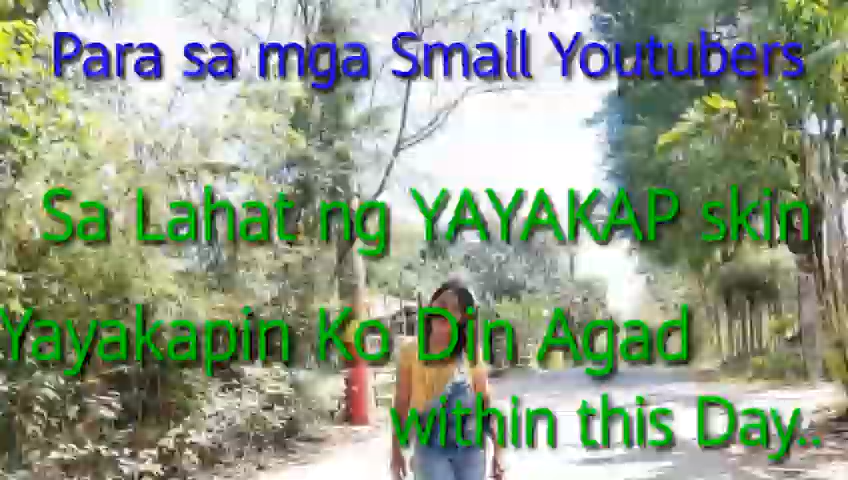 Para sa mga Small Youtubers
Sa Lahat ng YAYAKAP skin
Yayakapin Ko Din Agad
within this Day..